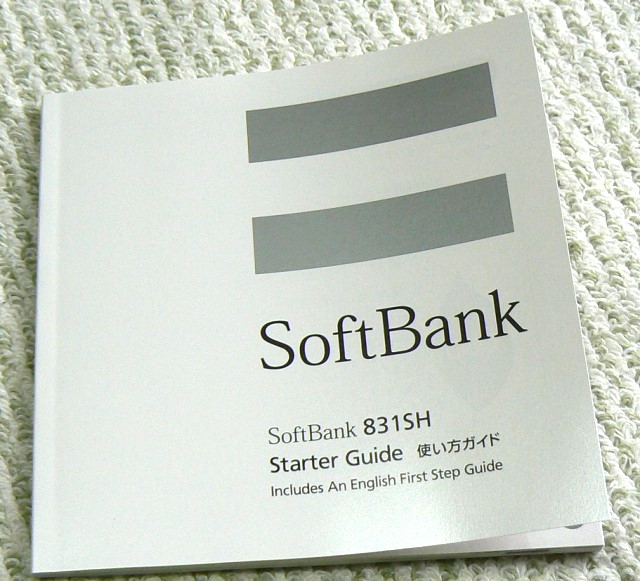 SoftBank
SoftBank 831SH
Starter Guide 使い方ガイド
Includes An English First Step Guide